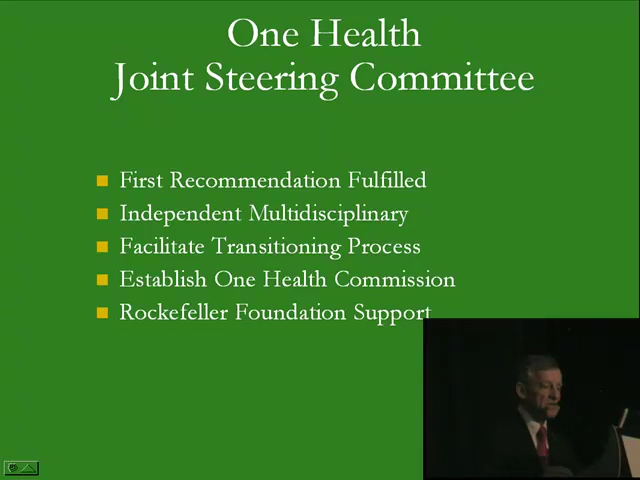 One Health
Joint Steering Committee
First Recommendation Fulfilled
Independent Multidisciplinary
Facilitate Transitioning Process
Establish One Health Commission
Rockefeller Foundation Support